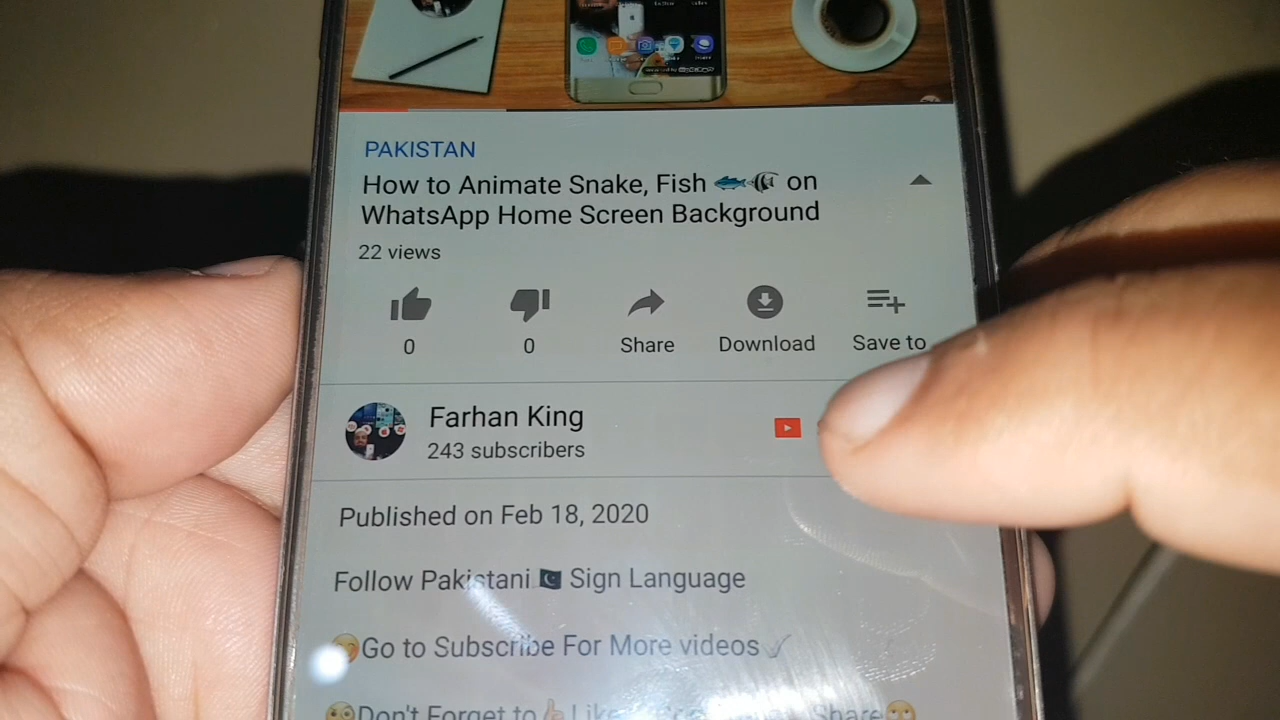 PAKISTAN
How to Animate Snake, Fish 🐟🐠 on
WhatsApp Home Screen Background
22 views
0
0
Share
Download
Save to
Farhan King
243 subscribers
Published on Feb 18, 2020
Follow Pakistani 🇵🇰 Sign Language
Go to Subscribe For More videos ✓
Don't Forget to 👍 Like Share